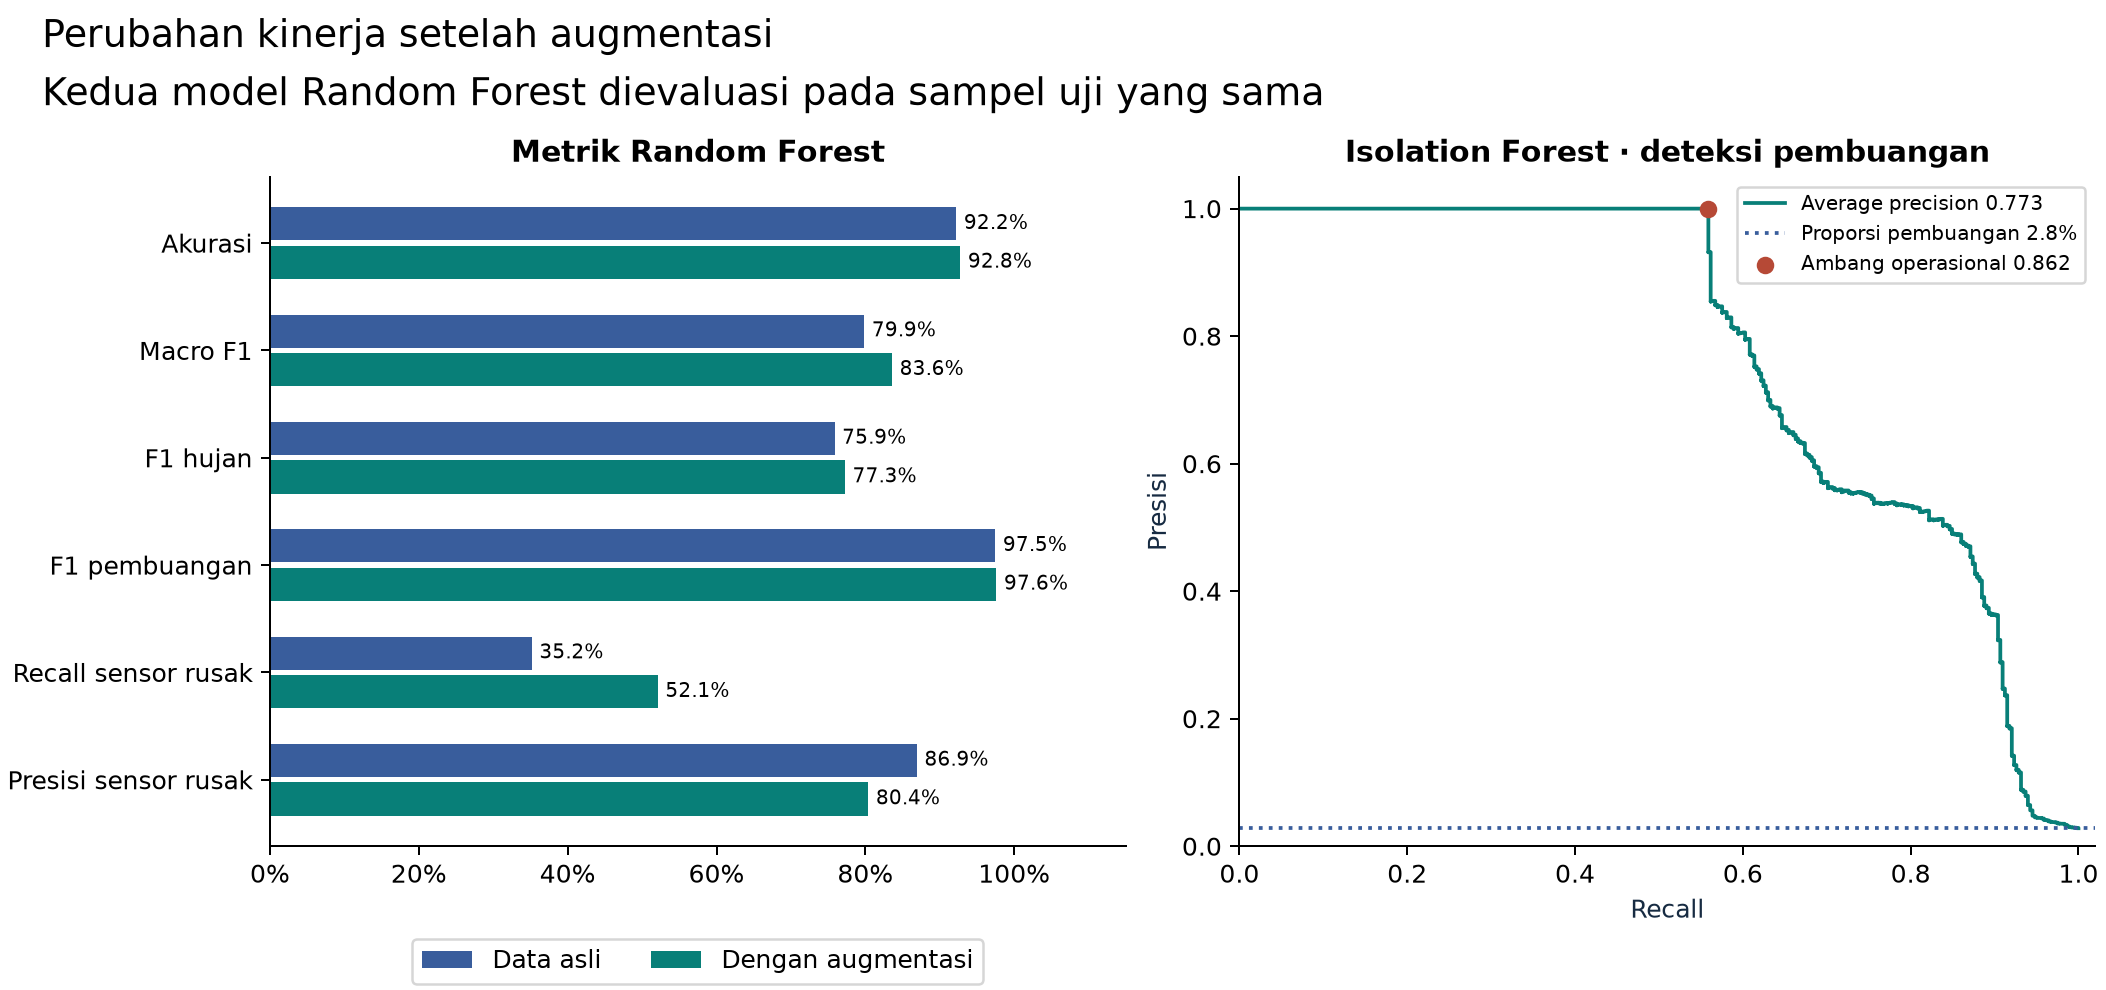 Perubahan kinerja setelah augmentasi
Kedua model Random Forest dievaluasi pada sampel uji yang sama
Metrik Random Forest
Akurasi
92.2%
92.8%
Macro F1
79.9%
83.6%
F1 hujan
75.9%
77.3%
F1 pembuangan
97.5%
97.6%
Recall sensor rusak
35.2%
52.1%
Presisi sensor rusak
86.9%
80.4%
0%
20%
40%
60%
80%
100%
Data asli
Dengan augmentasi
Isolation Forest · deteksi pembuangan
Average precision 0.773
Proporsi pembuangan 2.8%
Ambang operasional 0.862
Presisi
1.0
0.8
0.6
0.4
0.2
0.0
0.0
0.2
0.4
0.6
0.8
1.0
Recall